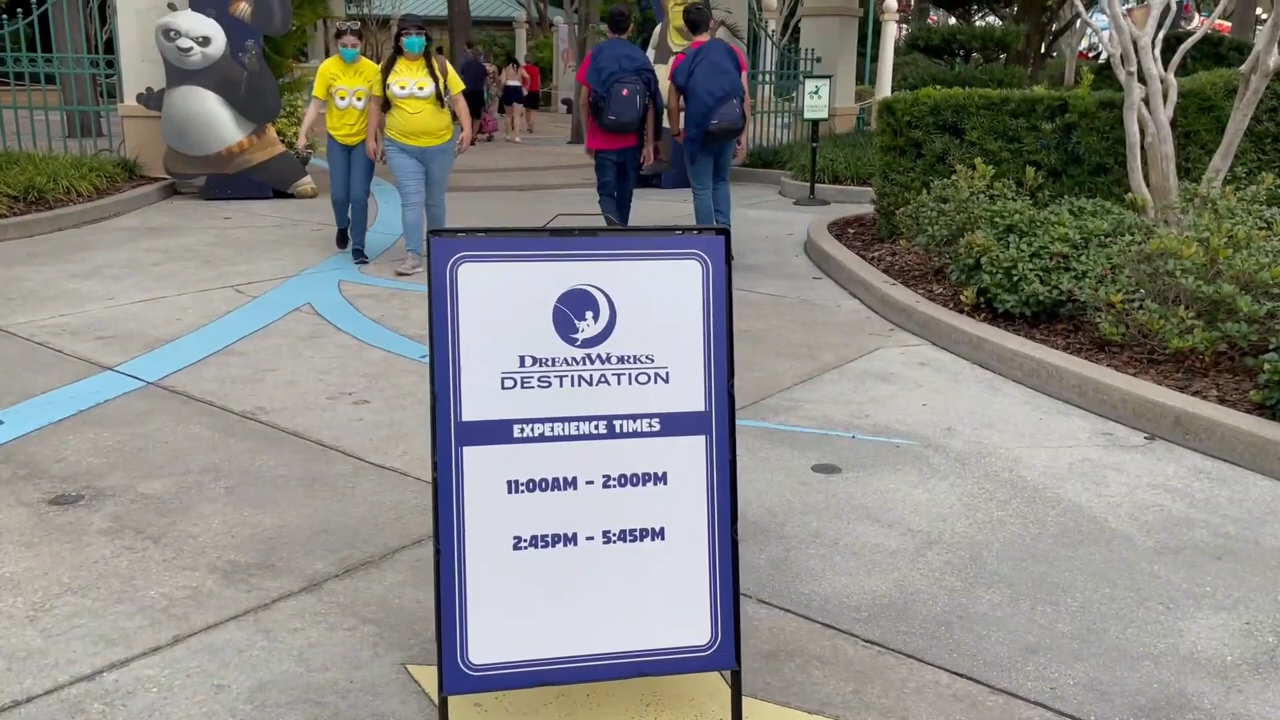 DREAMWORKS
DESTINATION
EXPERIENCE TIMES
11:00AM – 2:00PM
2:45PM – 5:45PM